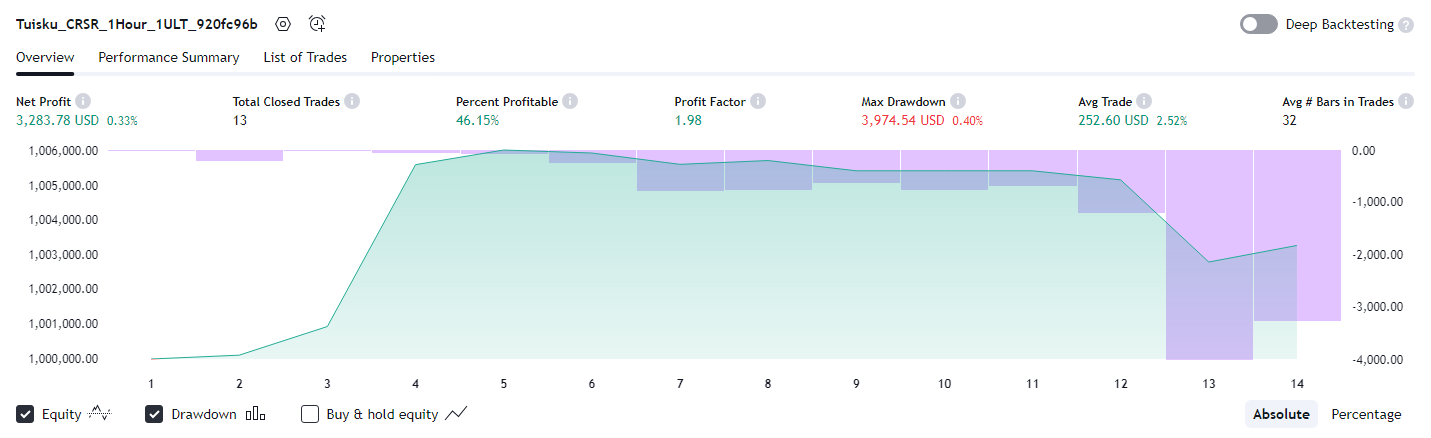 Tuisku_CRSR_1Hour_1ULT_920fc96b
Deep Backtesting ?
Overview Performance Summary List of Trades Properties
Net Profit Total Closed Trades Percent Profitable Profit Factor Max Drawdown Avg Trade Avg # Bars in Trades
3,283.78 USD 0.33% 13 46.15% 1.98 3,974.54 USD 0.40% 252.60 USD 2.52% 32
1,006,000.00 0.00
1,005,000.00
-1,000.00
1,004,000.00
1,003,000.00 -2,000.00
1,002,000.00
-3,000.00
1,001,000.00
1,000,000.00 -4,000.00
1 2 3 4 5 6 7 8 9 10 11 12 13 14
Equity Drawdown Buy & hold equity Absolute Percentage